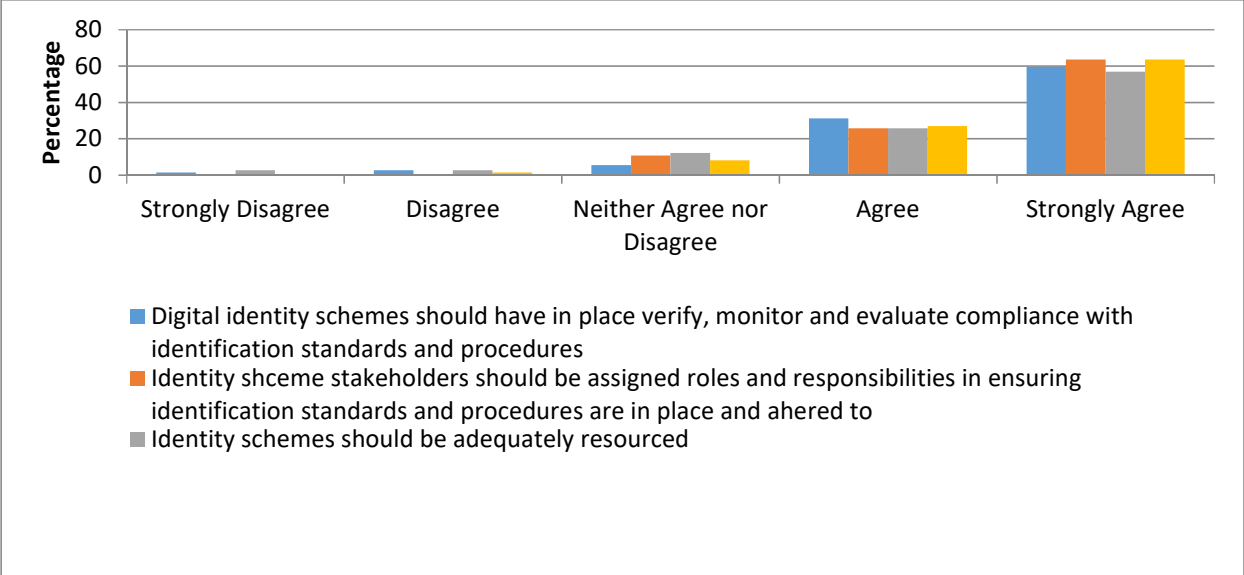 80
60
40
20
0
Percentage
Strongly Disagree
Disagree
Neither Agree nor
Disagree
Agree
Strongly Agree
Digital identity schemes should have in place verify, monitor and evaluate compliance with
identification standards and procedures
Identity shceme stakeholders should be assigned roles and responsibilities in ensuring
identification standards and procedures are in place and ahered to
Identity schemes should be adequately resourced